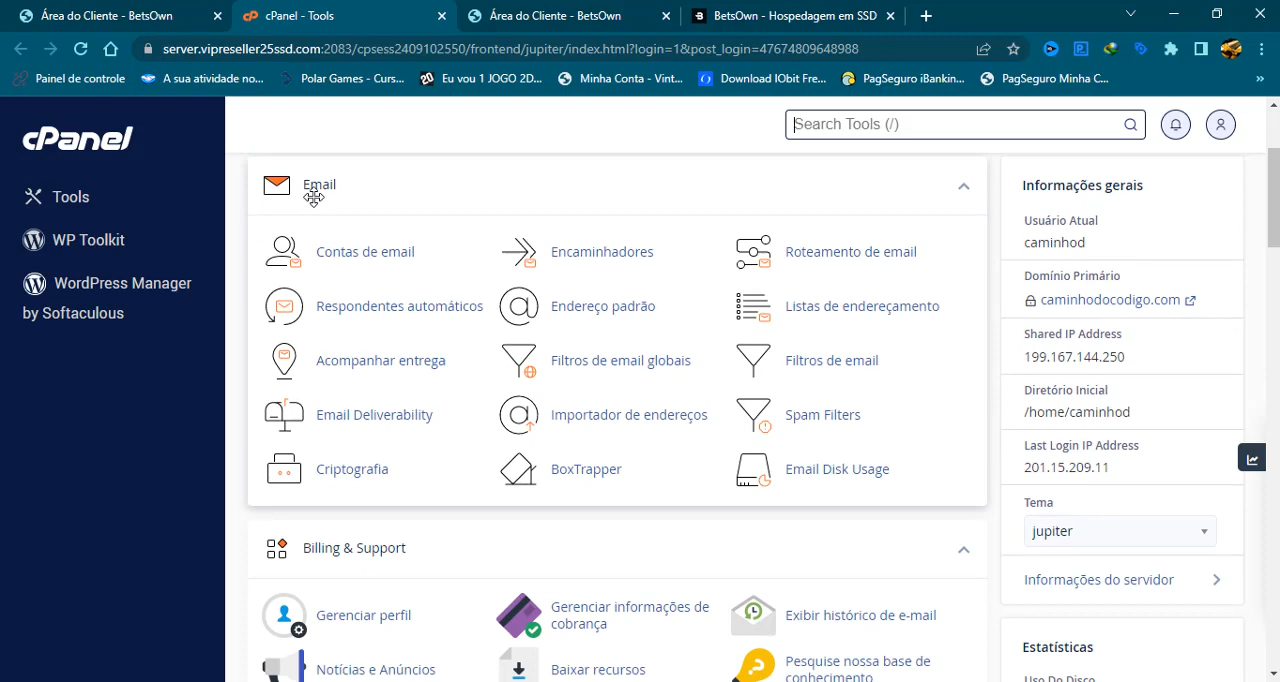 Área do Cliente - BetsOwn
cPanel - Tools
Área do Cliente - BetsOwn
BetsOwn - Hospedagem em SSD
server.vipreseller25ssd.com:2083/cpsess2409102550/frontend/jupiter/index.html?login=1&post_login=47674809648988
Painel de controle
A sua atividade no...
Polar Games - Curs...
Eu vou 1 JOGO 2D...
Minha Conta - Vint...
Download IObit Fre...
PagSeguro iBankin...
PagSeguro Minha C...
»
cPanel
Search Tools (/)
Tools
WP Toolkit
WordPress Manager
by Softaculous
Email
Contas de email
Encaminhadores
Roteamento de email
Respondentes automáticos
Endereço padrão
Listas de endereçamento
Acompanhar entrega
Filtros de email globais
Filtros de email
Email Deliverability
Importador de endereços
Spam Filters
Criptografia
BoxTrapper
Email Disk Usage
Billing & Support
Gerenciar perfil
Gerenciar informações de
cobrança
Exibir histórico de e-mail
Notícias e Anúncios
Baixar recursos
Pesquise nossa base de
conhecimento
Informações gerais
Usuário Atual
caminhod
Domínio Primário
caminhodocodigo.com
Shared IP Address
199.167.144.250
Diretório Inicial
/home/caminhod
Last Login IP Address
201.15.209.11
Tema
jupiter
Informações do servidor
Estatísticas
Uso Do Disco